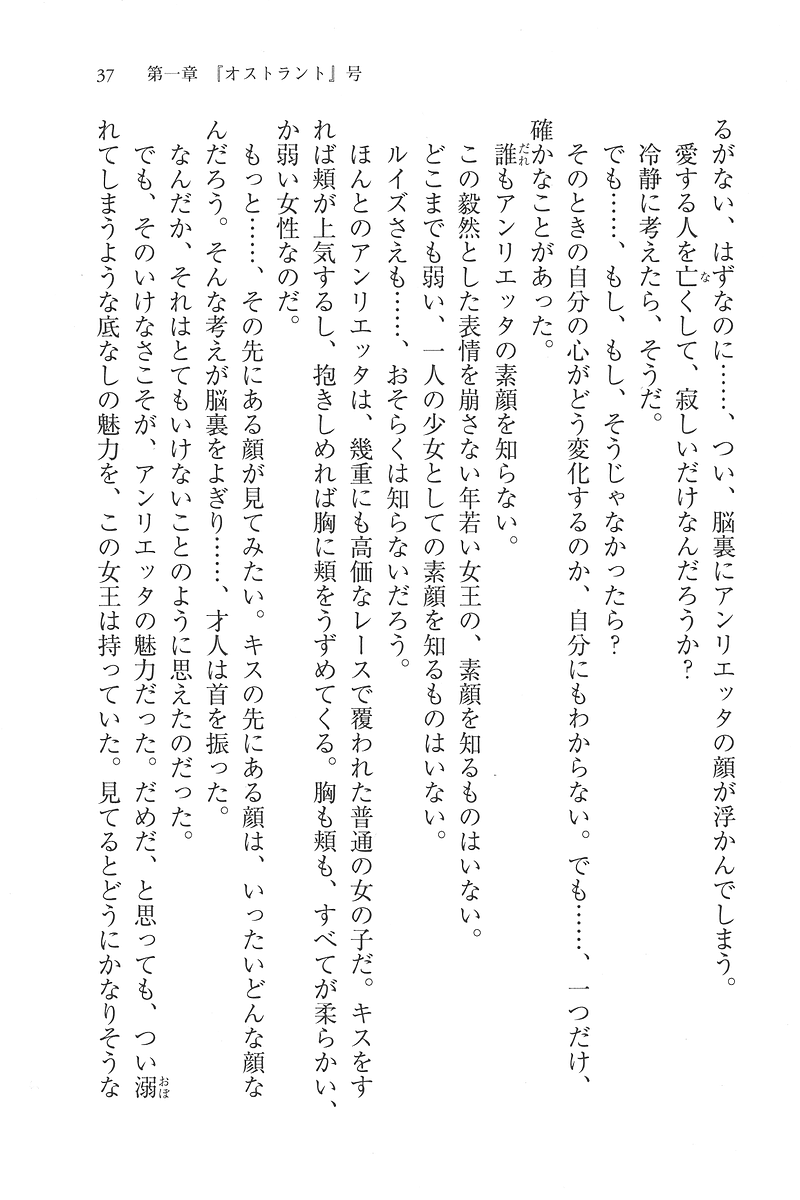 37　第一章　『オストラント』号
るがない、はずなのに……、つい、脳裏にアンリエッタの顔が浮かんでしまう。
愛する人を亡くして、寂しいだけなんだろうか？
冷静に考えたら、そうだ。
でも……、もし、もし、そうじゃなかったら？
そのときの自分の心がどう変化するのか、自分にもわからない。でも……、一つだけ、
確かなことがあった。
誰もアンリエッタの素顔を知らない。
この毅然とした表情を崩さない年若い女王の、素顔を知るものはいない。
どこまでも弱い、一人の少女としての素顔を知るものはいない。
ルイズさえも……、おそらくは知らないだろう。
ほんとのアンリエッタは、幾重にも高価なレースで覆われた普通の女の子だ。キスをす
れば頬が上気するし、抱きしめれば胸に頬をうずめてくる。胸も頬も、すべてが柔らかい、
か弱い女性なのだ。
もっと……、その先にある顔が見てみたい。キスの先にある顔は、いったいどんな顔な
んだろう。そんな考えが脳裏をよぎり……、才人は首を振った。
なんだか、それはとてもいけないことのように思えたのだった。
でも、そのいけなさこそが、アンリエッタの魅力だった。だめだ、と思っても、つい溺
れてしまうような底なしの魅力を、この女王は持っていた。見てるとどうにかなりそうな